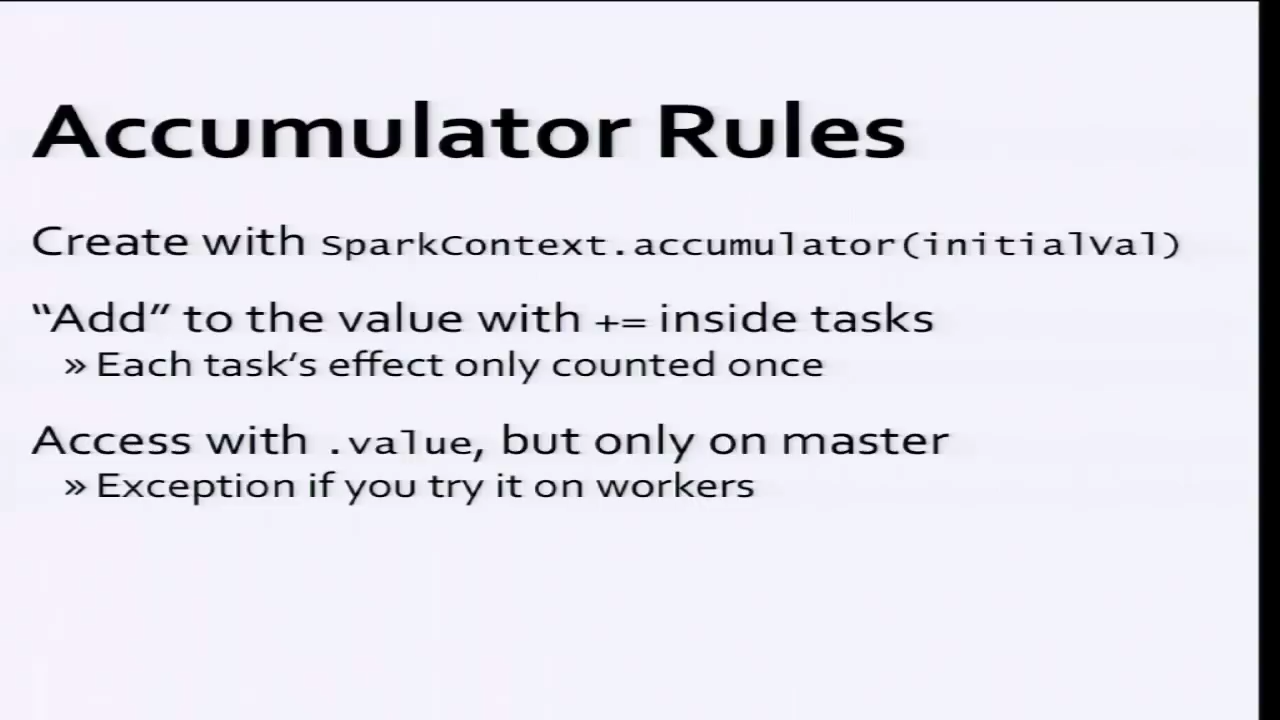 Accumulator Rules
Create with SparkContext.accumulator(initialVal)
“Add” to the value with += inside tasks
» Each task’s effect only counted once
Access with .value, but only on master
» Exception if you try it on workers